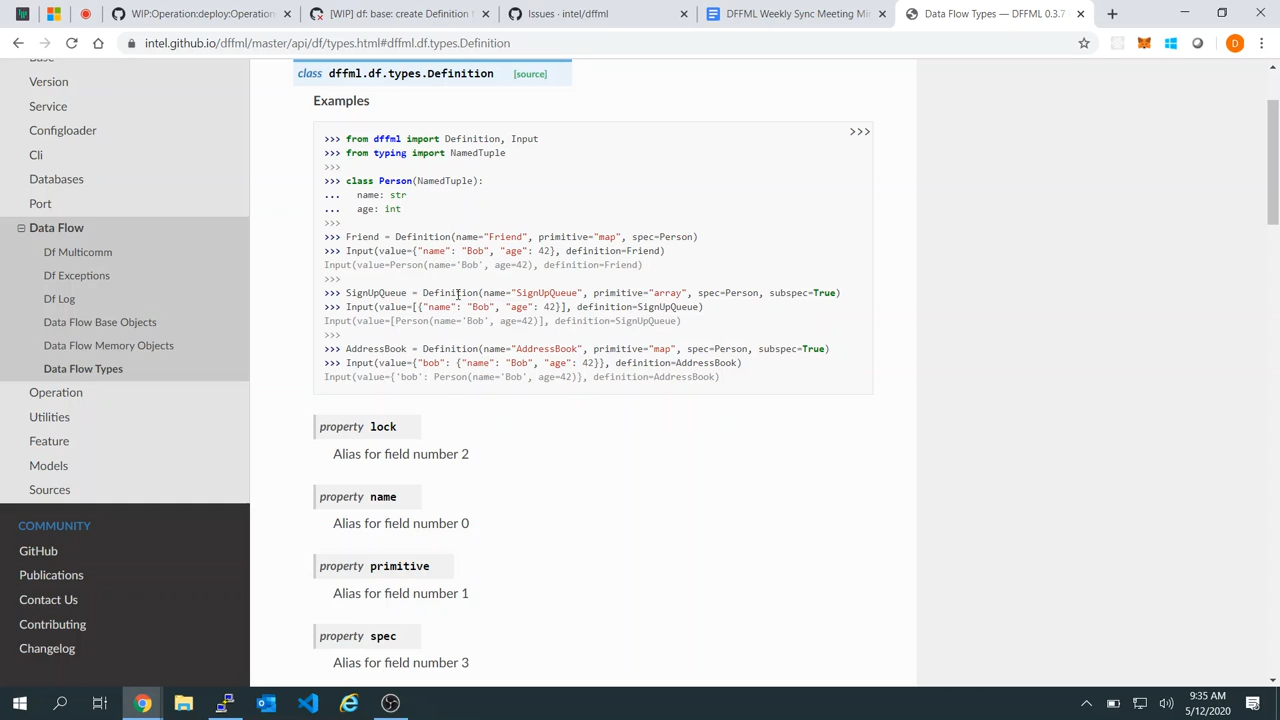 WIP:Operation:deploy:Operation
[WIP] df: base: create Definition f
Issues · intel/dffml
DFFML Weekly Sync Meeting Mi
Data Flow Types — DFFML 0.3.7
intel.github.io/dffml/master/api/df/types.html#dffml.df.types.Definition
D
Base
Version
Service
Configloader
Cli
Databases
Port
Data Flow
Df Multicomm
Df Exceptions
Df Log
Data Flow Base Objects
Data Flow Memory Objects
Data Flow Types
Operation
Utilities
Feature
Models
Sources
COMMUNITY
GitHub
Publications
Contact Us
Contributing
Changelog
class dffml.df.types.Definition [source]
Examples
>>>
>>> from dffml import Definition, Input
>>> from typing import NamedTuple
>>>
>>> class Person(NamedTuple):
...   name: str
...   age: int
>>>
>>> Friend = Definition(name="Friend", primitive="map", spec=Person)
>>> Input(value={"name": "Bob", "age": 42}, definition=Friend)
Input(value=Person(name='Bob', age=42), definition=Friend)
>>>
>>> SignUpQueue = Definition(name="SignUpQueue", primitive="array", spec=Person, subspec=True)
>>> Input(value=[{"name": "Bob", "age": 42}], definition=SignUpQueue)
Input(value=[Person(name='Bob', age=42)], definition=SignUpQueue)
>>>
>>> AddressBook = Definition(name="AddressBook", primitive="map", spec=Person, subspec=True)
>>> Input(value={"bob": {"name": "Bob", "age": 42}}, definition=AddressBook)
Input(value={'bob': Person(name='Bob', age=42)}, definition=AddressBook)
property lock
Alias for field number 2
property name
Alias for field number 0
property primitive
Alias for field number 1
property spec
Alias for field number 3
9:35 AM
5/12/2020